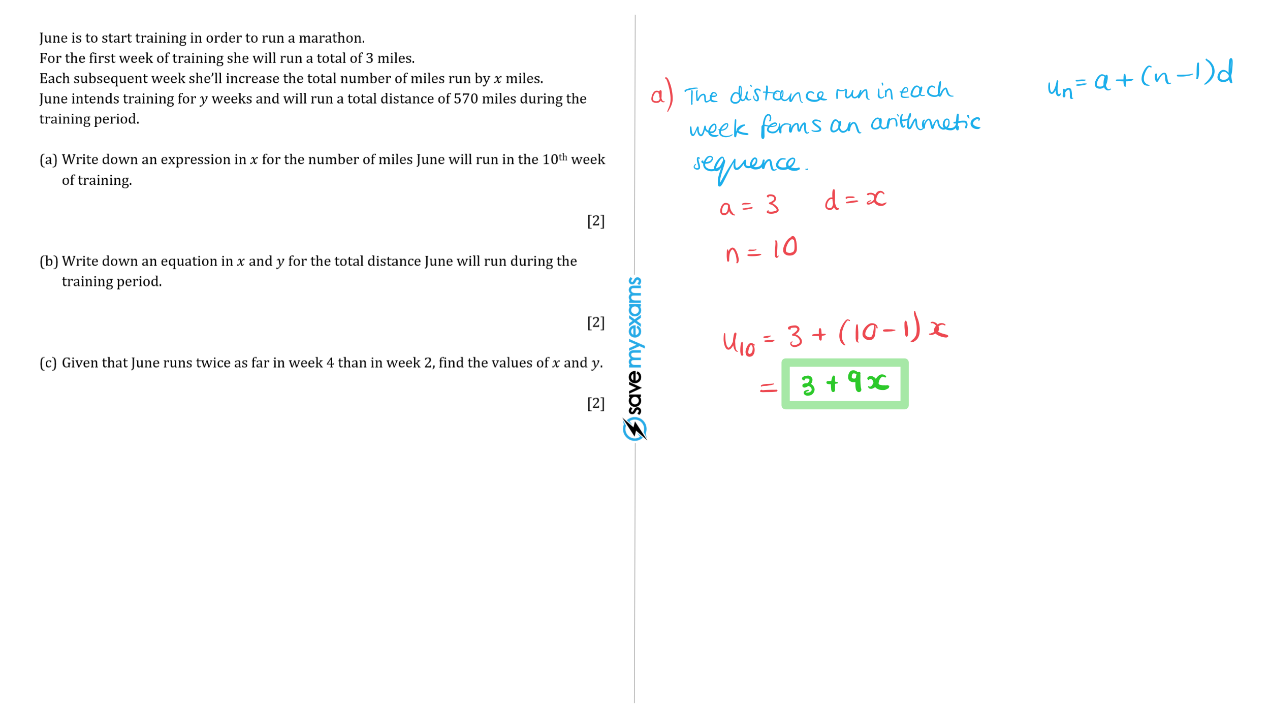 June is to start training in order to run a marathon.
For the first week of training she will run a total of 3 miles.
Each subsequent week she'll increase the total number of miles run by x miles.
June intends training for y weeks and will run a total distance of 570 miles during the
training period.
(a) Write down an expression in x for the number of miles June will run in the 10th week
of training.
[2]
(b) Write down an equation in x and y for the total distance June will run during the
training period.
[2]
(c) Given that June runs twice as far in week 4 than in week 2, find the values of x and y.
[2]
save my exams
a) The distance run in each
week forms an arithmetic
sequence.
uₙ = a + (n − 1)d
a = 3 d = x
n = 10
u₁₀ = 3 + (10 − 1)x
= 3 + 9x